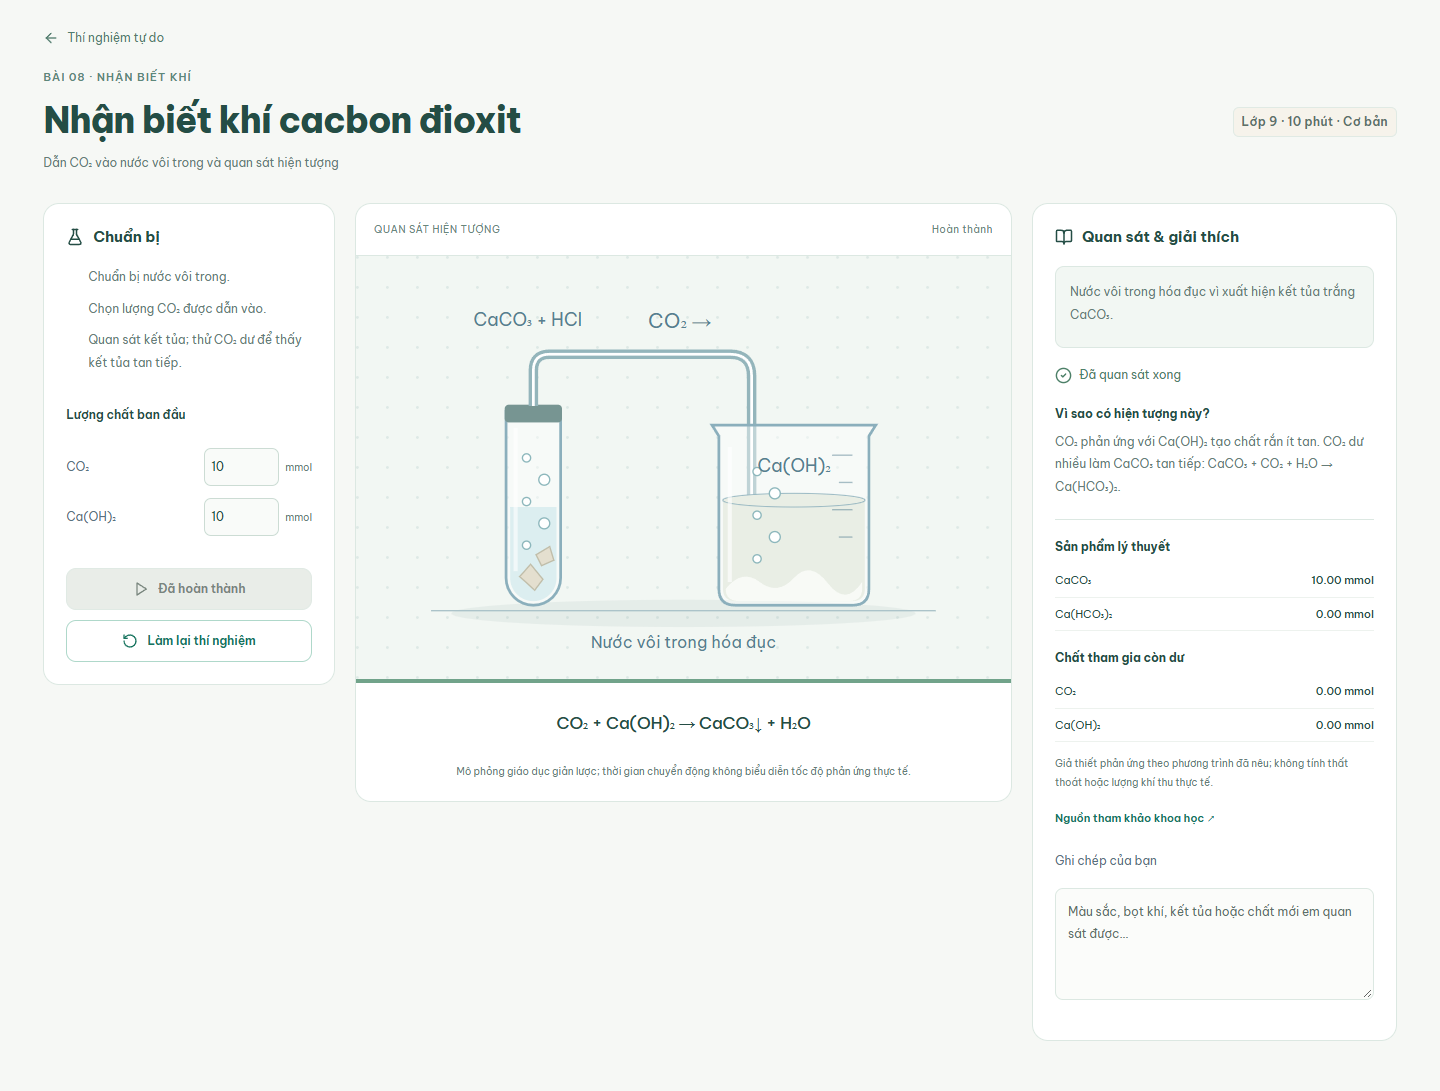 Thí nghiệm tự do
BÀI 08 · NHẬN BIẾT KHÍ
Nhận biết khí cacbon đioxit
Lớp 9 · 10 phút · Cơ bản
Dẫn CO₂ vào nước vôi trong và quan sát hiện tượng
Chuẩn bị
Chuẩn bị nước vôi trong.
Chọn lượng CO₂ được dẫn vào.
Quan sát kết tủa; thử CO₂ dư để thấy
kết tủa tan tiếp.
Lượng chất ban đầu
CO₂ 10 mmol
Ca(OH)₂ 10 mmol
Đã hoàn thành
Làm lại thí nghiệm
QUAN SÁT HIỆN TƯỢNG
Hoàn thành
CaCO₃ + HCl
CO₂ →
Ca(OH)₂
Nước vôi trong hóa đục
CO₂ + Ca(OH)₂ → CaCO₃↓ + H₂O
Mô phỏng giáo dục giản lược; thời gian chuyển động không biểu diễn tốc độ phản ứng thực tế.
Quan sát & giải thích
Nước vôi trong hóa đục vì xuất hiện kết tủa trắng
CaCO₃.
Đã quan sát xong
Vì sao có hiện tượng này?
CO₂ phản ứng với Ca(OH)₂ tạo chất rắn ít tan. CO₂ dư
nhiều làm CaCO₃ tan tiếp: CaCO₃ + CO₂ + H₂O →
Ca(HCO₃)₂.
Sản phẩm lý thuyết
CaCO₃ 10.00 mmol
Ca(HCO₃)₂ 0.00 mmol
Chất tham gia còn dư
CO₂ 0.00 mmol
Ca(OH)₂ 0.00 mmol
Giả thiết phản ứng theo phương trình đã nêu; không tính thất
thoát hoặc lượng khí thu thực tế.
Nguồn tham khảo khoa học ↗
Ghi chép của bạn
Màu sắc, bọt khí, kết tủa hoặc chất mới em quan
sát được...